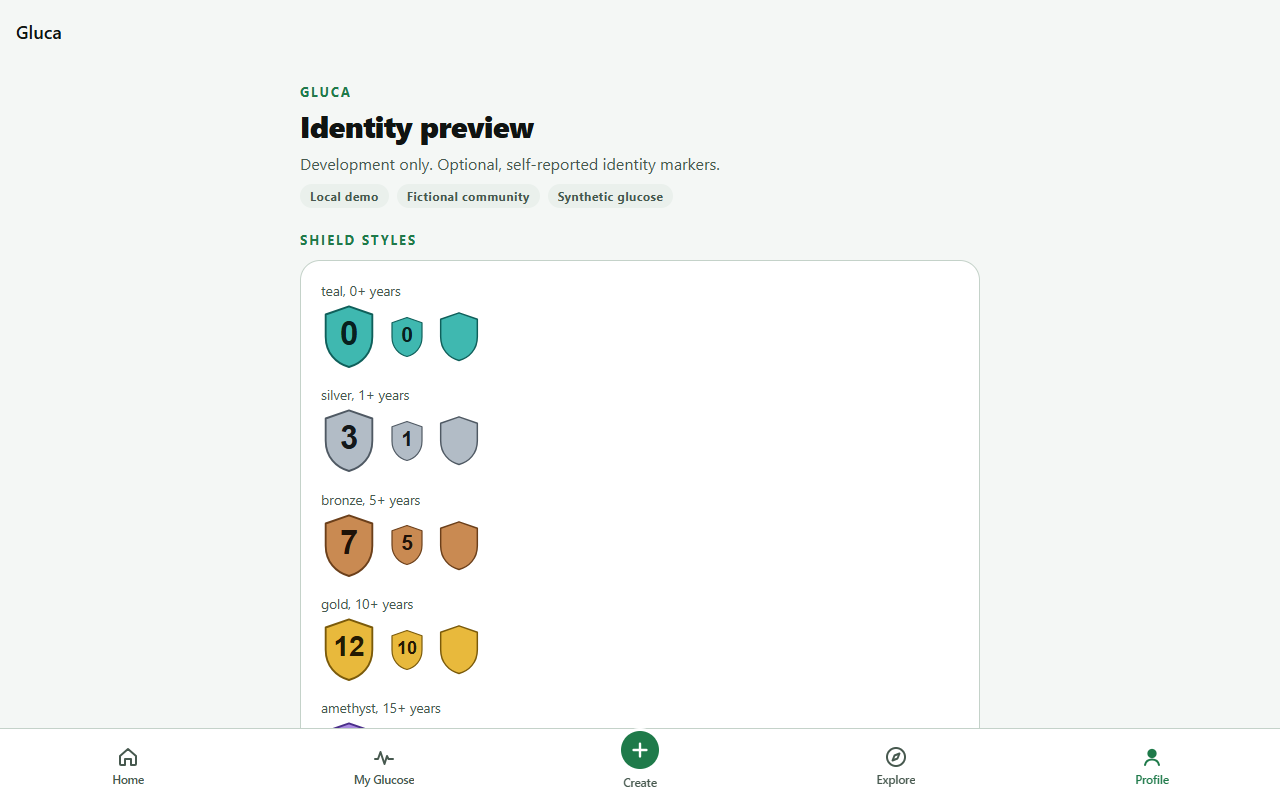 Gluca
GLUCA
Identity preview
Development only. Optional, self-reported identity markers.
Local demo Fictional community Synthetic glucose
SHIELD STYLES
teal, 0+ years
0 0
silver, 1+ years
3 1
bronze, 5+ years
7 5
gold, 10+ years
12 10
amethyst, 15+ years
Home My Glucose Create Explore Profile